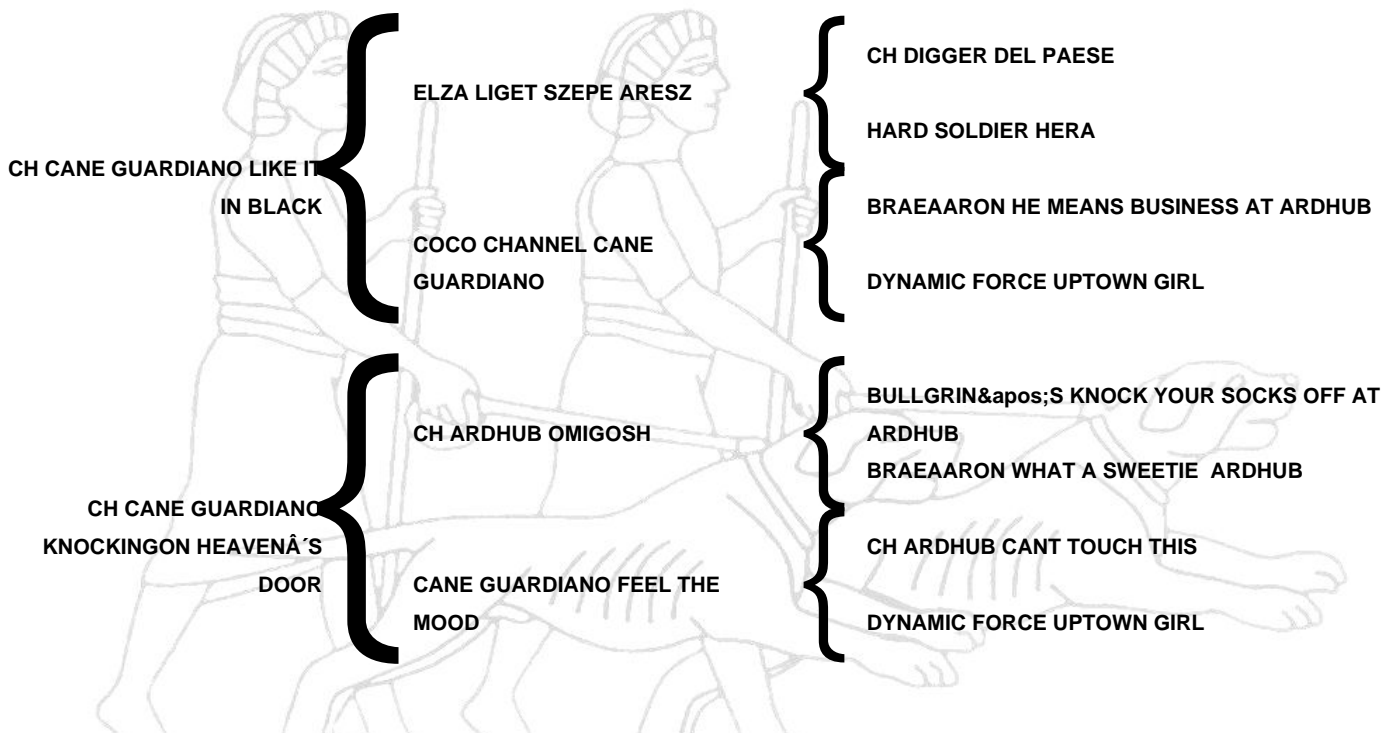 CH DIGGER DEL PAESE
ELZA LIGET SZEPE ARESZ
HARD SOLDIER HERA
CH CANE GUARDIANO LIKE IT
IN BLACK
BRAEAARON HE MEANS BUSINESS AT ARDHUB
COCO CHANNEL CANE
GUARDIANO
DYNAMIC FORCE UPTOWN GIRL
BULLGRIN&apos;S KNOCK YOUR SOCKS OFF AT
ARDHUB
CH ARDHUB OMIGOSH
BRAEAARON WHAT A SWEETIE  ARDHUB
CH CANE GUARDIANO
KNOCKINGON HEAVENÂ´S
DOOR
CH ARDHUB CANT TOUCH THIS
CANE GUARDIANO FEEL THE
MOOD
DYNAMIC FORCE UPTOWN GIRL